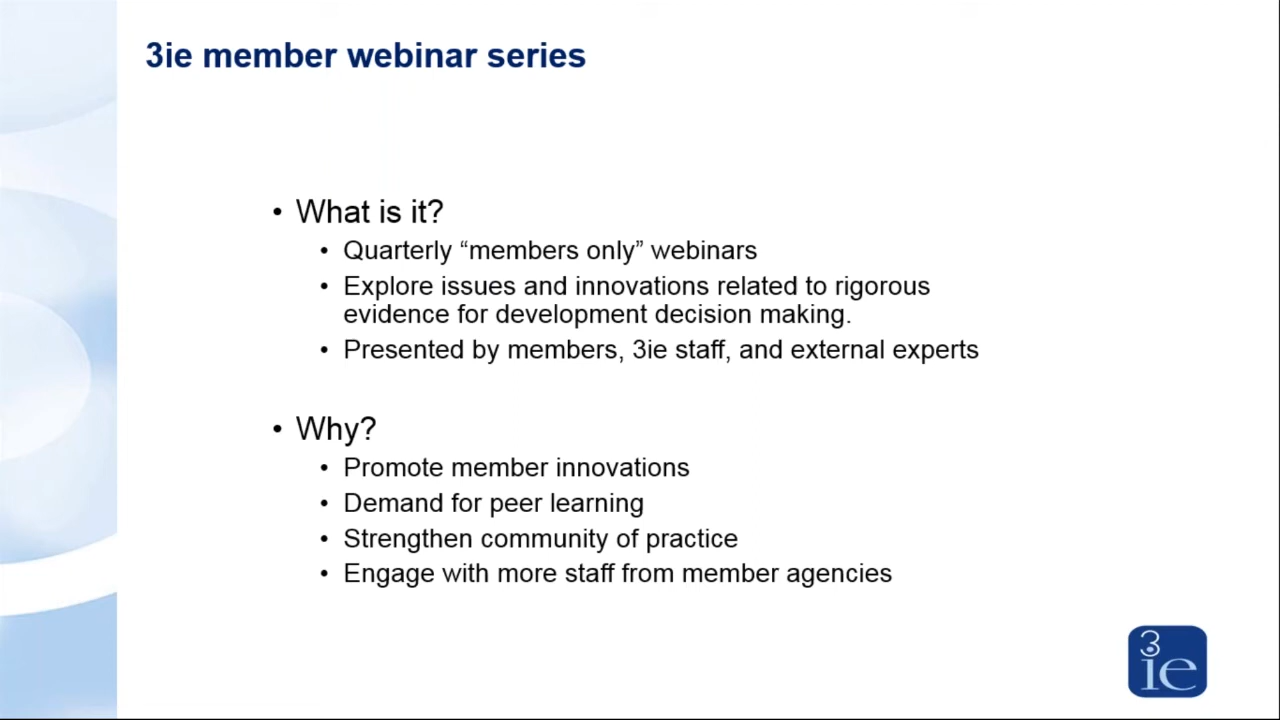 3ie member webinar series
• What is it?
• Quarterly “members only” webinars
• Explore issues and innovations related to rigorous
evidence for development decision making.
• Presented by members, 3ie staff, and external experts
• Why?
• Promote member innovations
• Demand for peer learning
• Strengthen community of practice
• Engage with more staff from member agencies
3
ie